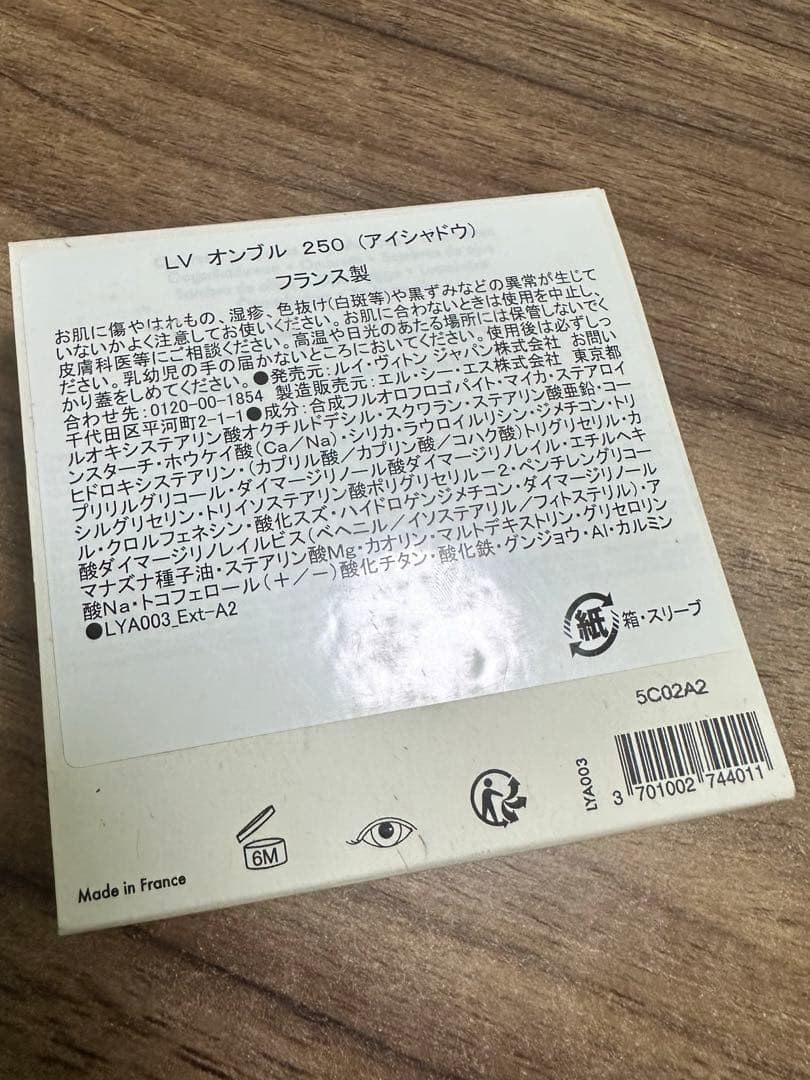 LV オンブル 250 (アイシャドウ)
フランス製
お肌に傷やはれもの、湿疹、色抜け(白斑等)や黒ずみなどの異常が生じて
いないかよく注意してお使いください。お肌に合わないときは使用を中止し、
皮膚科医等にご相談ください。高温や日光のあたる場所には保管しないでく
ださい。乳幼児の手の届かないところにおいてください。使用後は必ずしっ
かり蓋をしめてください。●発売元:ルイ・ヴィトン ジャパン株式会社 お問い
合わせ先:0120-00-1854 製造販売元:エル・シー・エス株式会社 東京都
千代田区平河町2-1-1●成分:合成フルオロフロゴパイト・マイカ・ステアロイ
ルオキシステアリン酸オクチルドデシル・スクワラン・ステアリン酸亜鉛・コー
ンスターチ・ホウケイ酸(Ca/Na)・シリカ・ラウロイルリシン・ジメチコン・トリ
ヒドロキシステアリン・(カプリル酸/カプリン酸/コハク酸)トリグリセリル・カ
プリリルグリコール・ダイマージリノール酸ダイマージリノレイル・エチルヘキ
シルグリセリン・トリイソステアリン酸ポリグリセリル-2・ペンチレングリコー
ル・クロルフェネシン・酸化スズ・ハイドロゲンジメチコン・ダイマージリノール
酸ダイマージリノレイルビス(ベヘニル/イソステアリル/フィトステリル)・ア
マナズナ種子油・ステアリン酸Mg・カオリン・マルトデキストリン・グリセロリン
酸Na・トコフェロール(+/-)酸化チタン・酸化鉄・グンジョウ・Al・カルミン
●LYA003_Ext-A2
紙 箱・スリーブ
5C02A2
LYA003
3 701002 744011
6M
Made in France